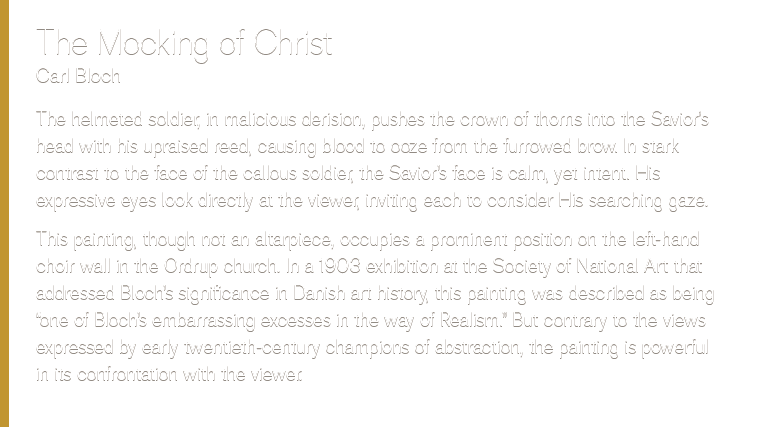 The Mocking of Christ
Carl Bloch
The helmeted soldier, in malicious derision, pushes the crown of thorns into the Savior's
head with his upraised reed, causing blood to ooze from the furrowed brow. In stark
contrast to the face of the callous soldier, the Savior's face is calm, yet intent. His
expressive eyes look directly at the viewer, inviting each to consider His searching gaze.
This painting, though not an altarpiece, occupies a prominent position on the left-hand
choir wall in the Ordrup church. In a 1903 exhibition at the Society of National Art that
addressed Bloch's significance in Danish art history, this painting was described as being
"one of Bloch's embarrassing excesses in the way of Realism." But contrary to the views
expressed by early twentieth-century champions of abstraction, the painting is powerful
in its confrontation with the viewer.